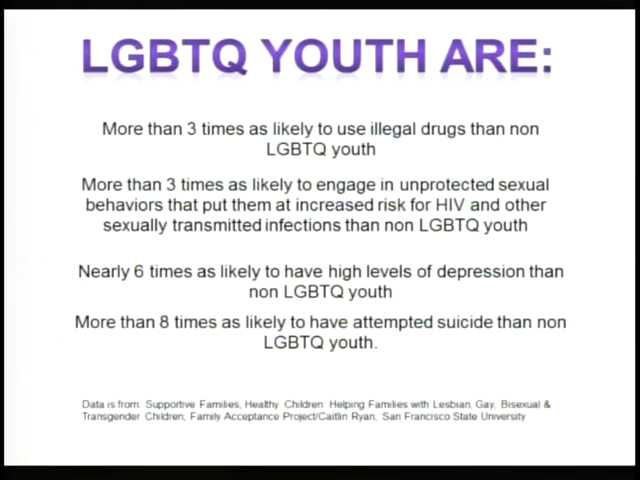 LGBTQ YOUTH ARE:
More than 3 times as likely to use illegal drugs than non
LGBTQ youth
More than 3 times as likely to engage in unprotected sexual
behaviors that put them at increased risk for HIV and other
sexually transmitted infections than non LGBTQ youth
Nearly 6 times as likely to have high levels of depression than
non LGBTQ youth
More than 8 times as likely to have attempted suicide than non
LGBTQ youth.
Data is from: Supportive Families, Healthy Children: Helping Families with Lesbian, Gay, Bisexual &
Transgender Children, Family Acceptance Project/Caitlin Ryan, San Francisco State University